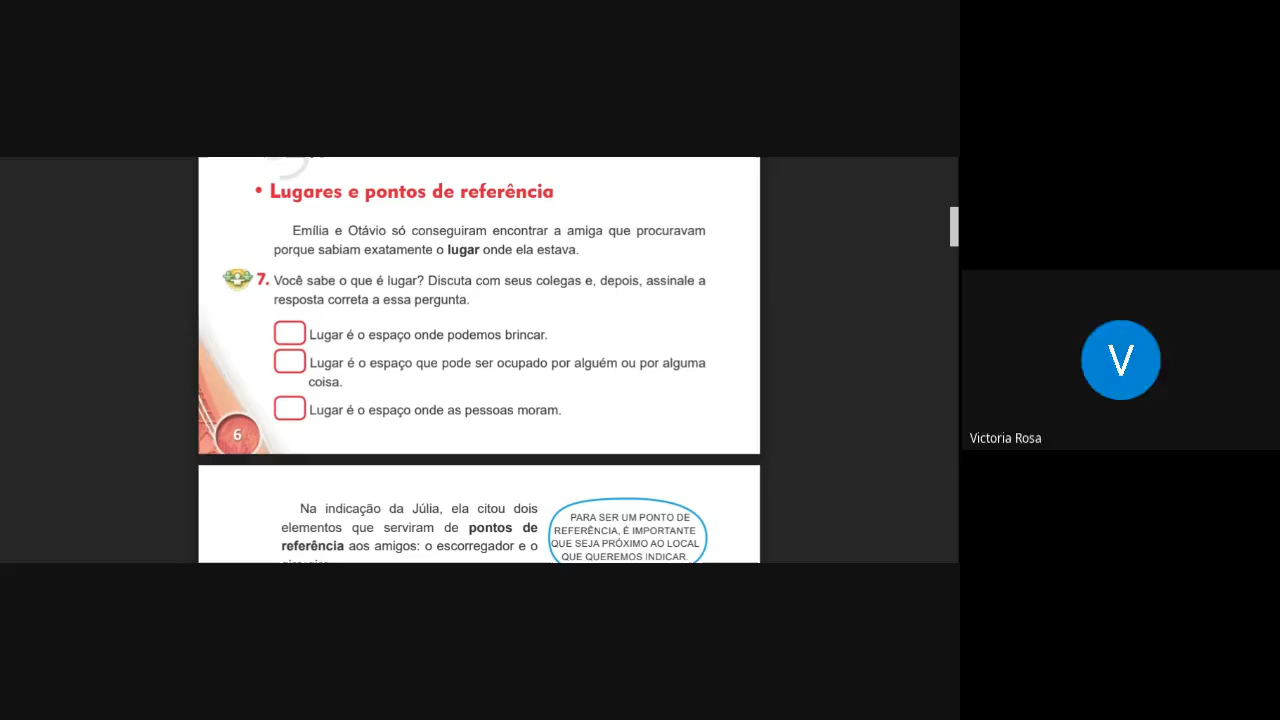 • Lugares e pontos de referência
Emília e Otávio só conseguiram encontrar a amiga que procuravam
porque sabiam exatamente o lugar onde ela estava.
7. Você sabe o que é lugar? Discuta com seus colegas e, depois, assinale a
resposta correta a essa pergunta.
Lugar é o espaço onde podemos brincar.
Lugar é o espaço que pode ser ocupado por alguém ou por alguma
coisa.
Lugar é o espaço onde as pessoas moram.
6
Na indicação da Júlia, ela citou dois
elementos que serviram de pontos de
referência aos amigos: o escorregador e o
PARA SER UM PONTO DE
REFERÊNCIA, É IMPORTANTE
QUE SEJA PRÓXIMO AO LOCAL
QUE QUEREMOS INDICAR.
V
Victoria Rosa